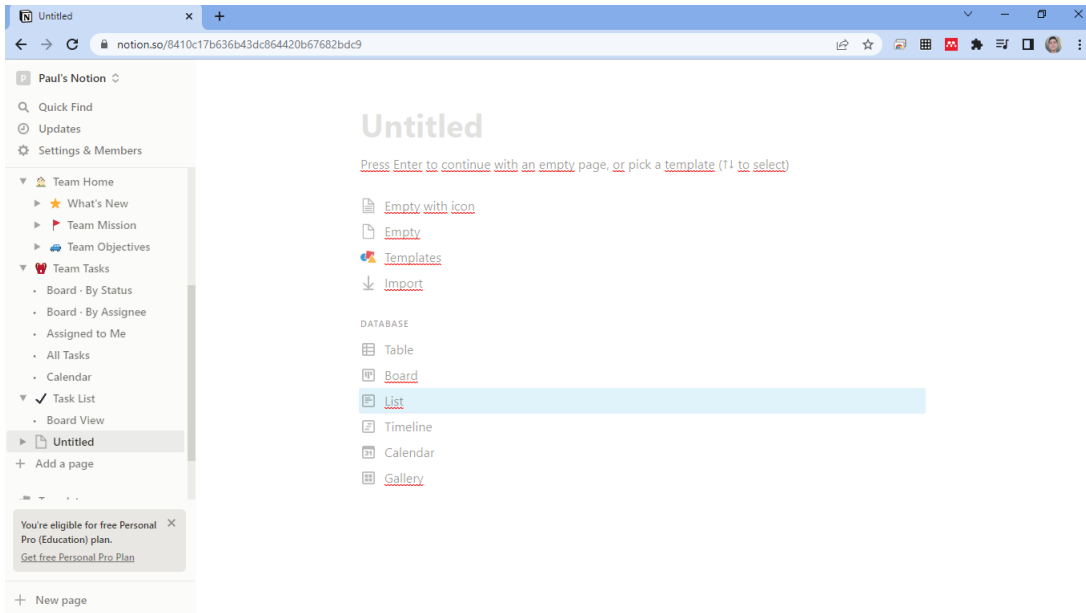 Untitled
notion.so/8410c17b636b43dc864420b67682bdc9
P Paul's Notion
Quick Find
Updates
Settings & Members
Team Home
What's New
Team Mission
Team Objectives
Team Tasks
Board · By Status
Board · By Assignee
Assigned to Me
All Tasks
Calendar
Task List
Board View
Untitled
Add a page
You're eligible for free Personal
Pro (Education) plan.
Get free Personal Pro Plan
New page
Untitled
Press Enter to continue with an empty page, or pick a template (↑↓ to select)
Empty with icon
Empty
Templates
Import
DATABASE
Table
Board
List
Timeline
31 Calendar
Gallery